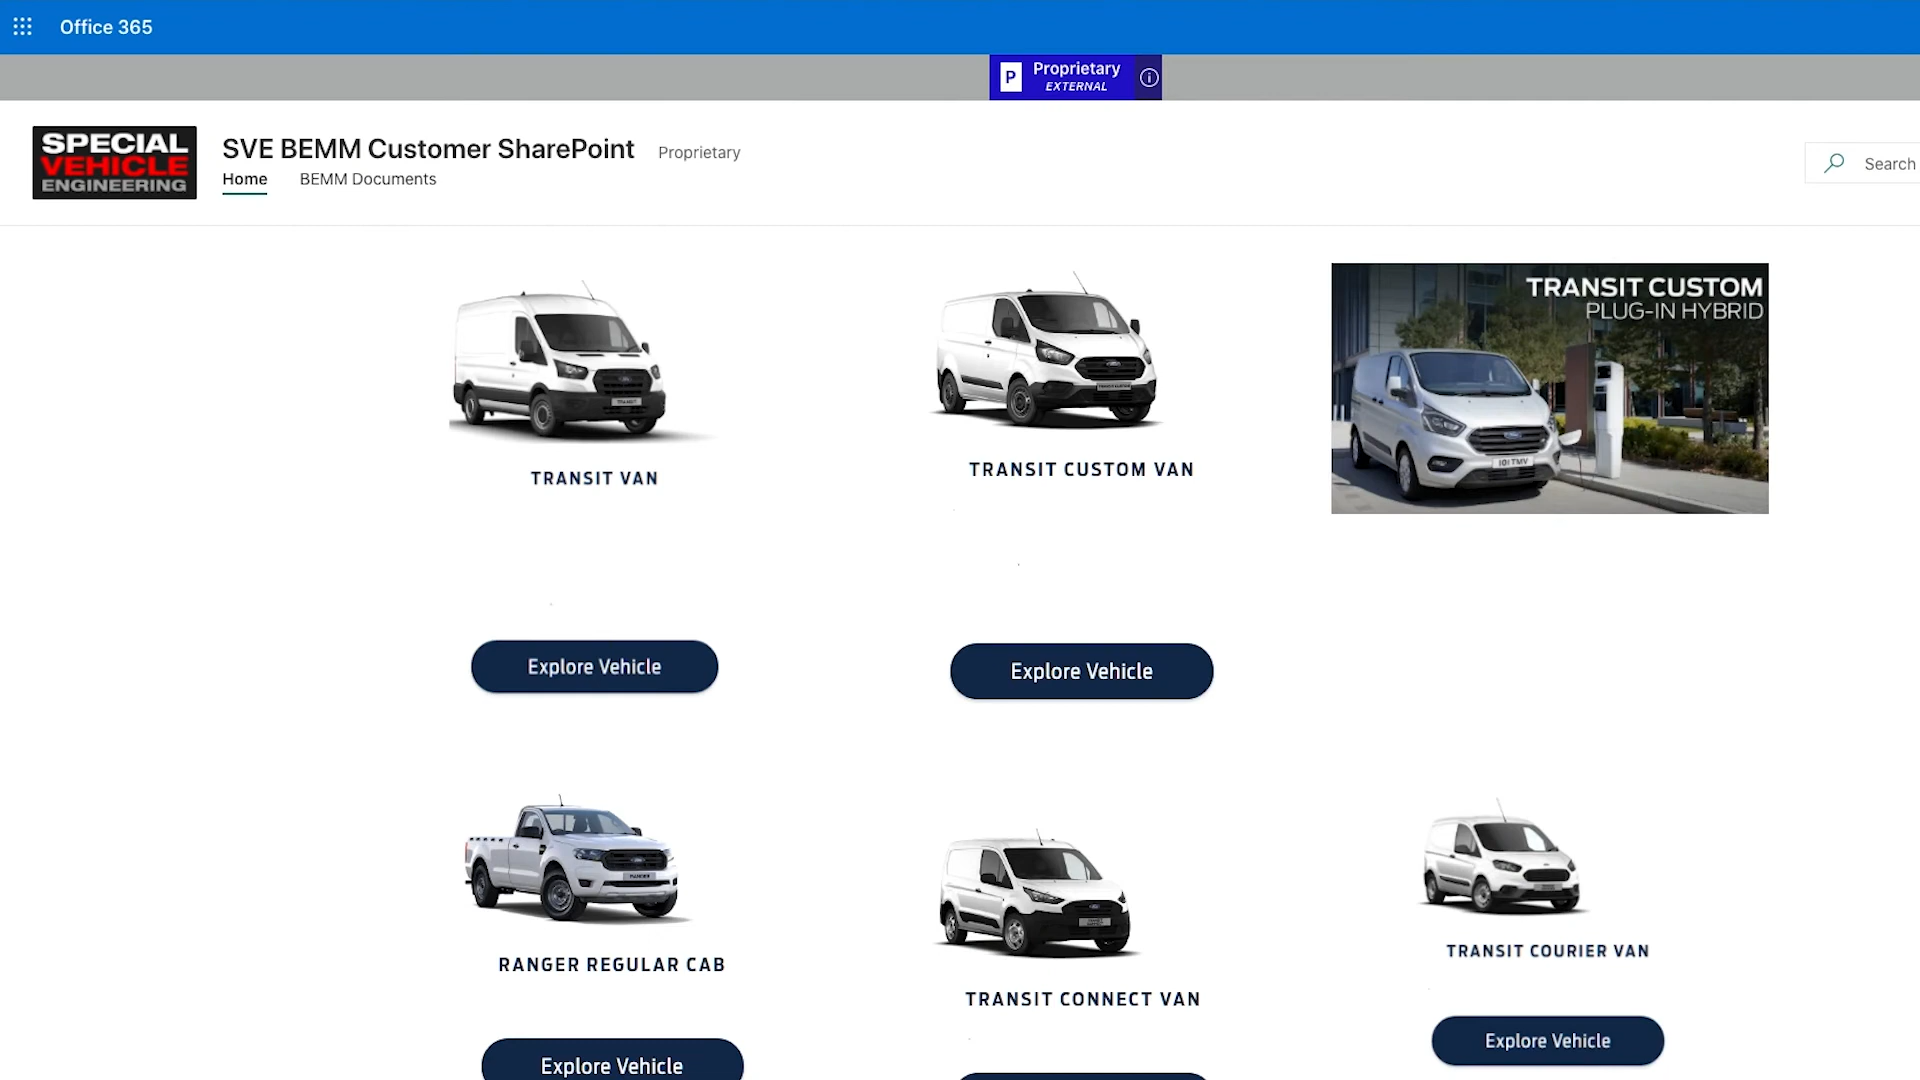 Office 365
P
Proprietary
EXTERNAL
SPECIAL
VEHICLE
ENGINEERING
SVE BEMM Customer SharePoint
Proprietary
Home
BEMM Documents
Search
TRANSIT CUSTOM
PLUG-IN HYBRID
TRANSIT VAN
TRANSIT CUSTOM VAN
Explore Vehicle
Explore Vehicle
RANGER REGULAR CAB
TRANSIT CONNECT VAN
TRANSIT COURIER VAN
Explore Vehicle
Explore Vehicle